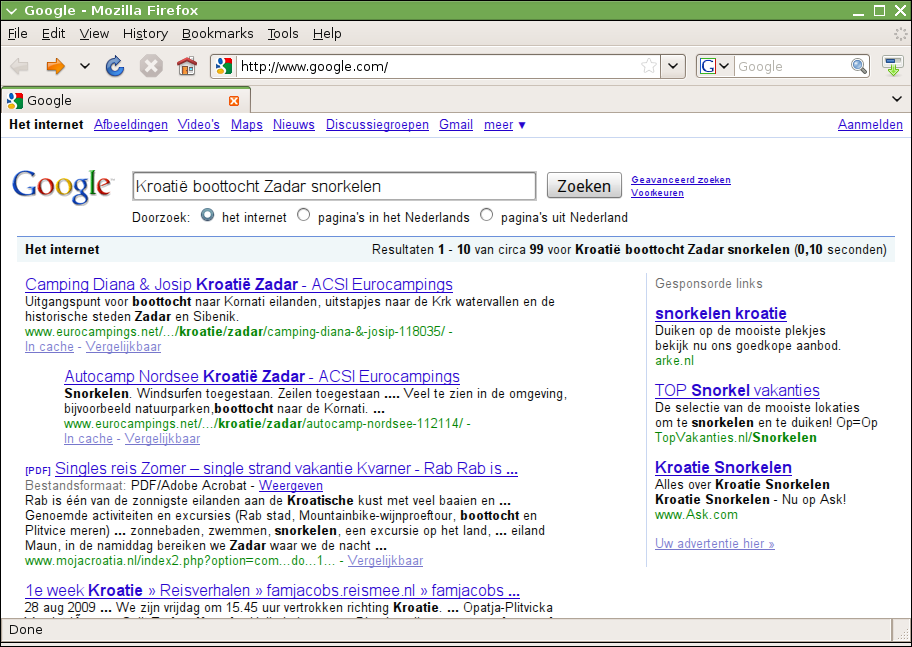 Google - Mozilla Firefox
File Edit View History Bookmarks Tools Help
http://www.google.com/
G Google
Google
Het internet Afbeeldingen Video's Maps Nieuws Discussiegroepen Gmail meer ▼ Aanmelden
Google™
Kroatië boottocht Zadar snorkelen
Zoeken
Geavanceerd zoeken
Voorkeuren
Doorzoek: het internet pagina's in het Nederlands pagina's uit Nederland
Het internet Resultaten 1 - 10 van circa 99 voor Kroatië boottocht Zadar snorkelen (0,10 seconden)
Camping Diana & Josip Kroatië Zadar - ACSI Eurocampings
Uitgangspunt voor boottocht naar Kornati eilanden, uitstapjes naar de Krk watervallen en de
historische steden Zadar en Sibenik.
www.eurocampings.net/.../kroatie/zadar/camping-diana-&-josip-118035/ -
In cache - Vergelijkbaar
Autocamp Nordsee Kroatië Zadar - ACSI Eurocampings
Snorkelen. Windsurfen toegestaan. Zeilen toegestaan .... Veel te zien in de omgeving,
bijvoorbeeld natuurparken,boottocht naar de Kornati. ...
www.eurocampings.net/.../kroatie/zadar/autocamp-nordsee-112114/ -
In cache - Vergelijkbaar
[PDF] Singles reis Zomer – single strand vakantie Kvarner - Rab Rab is ...
Bestandsformaat: PDF/Adobe Acrobat - Weergeven
Rab is één van de zonnigste eilanden aan de Kroatische kust met veel baaien en ...
Genoemde activiteiten en excursies (Rab stad, Mountainbike-wijnproeftour, boottocht en
Plitvice meren) ... zonnebaden, zwemmen, snorkelen, een excursie op het land, ... eiland
Maun, in de namiddag bereiken we Zadar waar we de nacht ...
www.mojacroatia.nl/index2.php?option=com...do...1... - Vergelijkbaar
1e week Kroatie » Reisverhalen » famjacobs.reismee.nl » famjacobs ...
28 aug 2009 ... We zijn vrijdag om 15.45 uur vertrokken richting Kroatie. ... Opatja-Plitvicka
Gesponsorde links
snorkelen kroatie
Duiken op de mooiste plekjes
bekijk nu ons goedkope aanbod.
arke.nl
TOP Snorkel vakanties
De selectie van de mooiste lokaties
om te snorkelen en te duiken! Op=Op
TopVakanties.nl/Snorkelen
Kroatie Snorkelen
Alles over Kroatie Snorkelen
Kroatie Snorkelen - Nu op Ask!
www.Ask.com
Uw advertentie hier »
Done